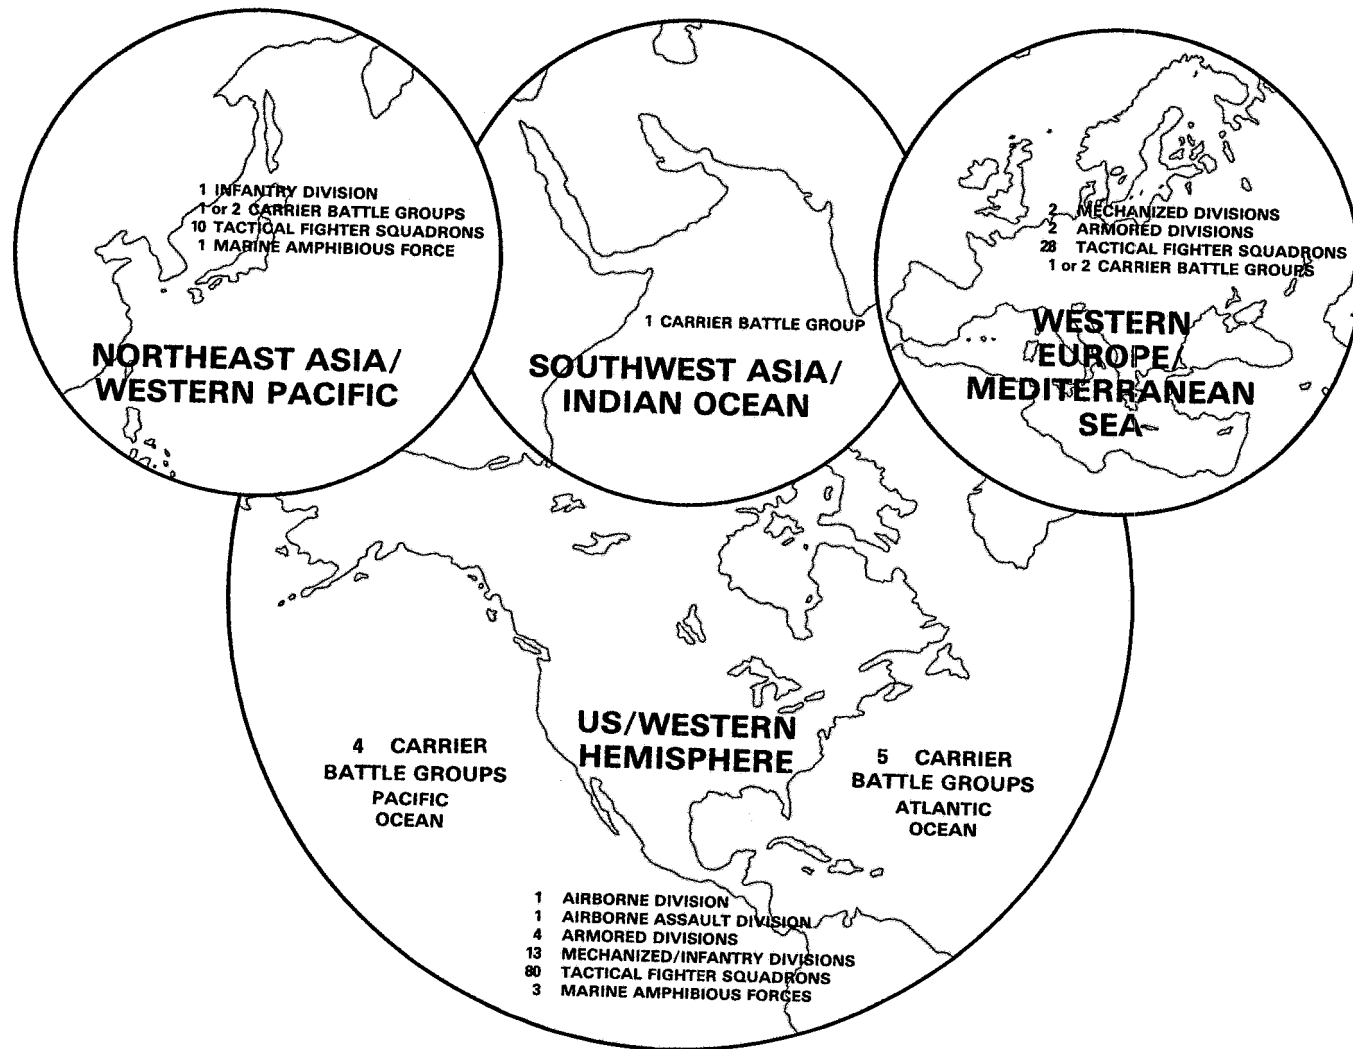 1 INFANTRY DIVISION
1 or 2 CARRIER BATTLE GROUPS
10 TACTICAL FIGHTER SQUADRONS
1 MARINE AMPHIBIOUS FORCE
NORTHEAST ASIA/
WESTERN PACIFIC
1 CARRIER BATTLE GROUP
SOUTHWEST ASIA/
INDIAN OCEAN
2 MECHANIZED DIVISIONS
2 ARMORED DIVISIONS
28 TACTICAL FIGHTER SQUADRONS
1 or 2 CARRIER BATTLE GROUPS
WESTERN
EUROPE/
MEDITERRANEAN
SEA
US/WESTERN
HEMISPHERE
4 CARRIER
BATTLE GROUPS
PACIFIC
OCEAN
5 CARRIER
BATTLE GROUPS
ATLANTIC
OCEAN
1 AIRBORNE DIVISION
1 AIRBORNE ASSAULT DIVISION
4 ARMORED DIVISIONS
13 MECHANIZED/INFANTRY DIVISIONS
80 TACTICAL FIGHTER SQUADRONS
3 MARINE AMPHIBIOUS FORCES